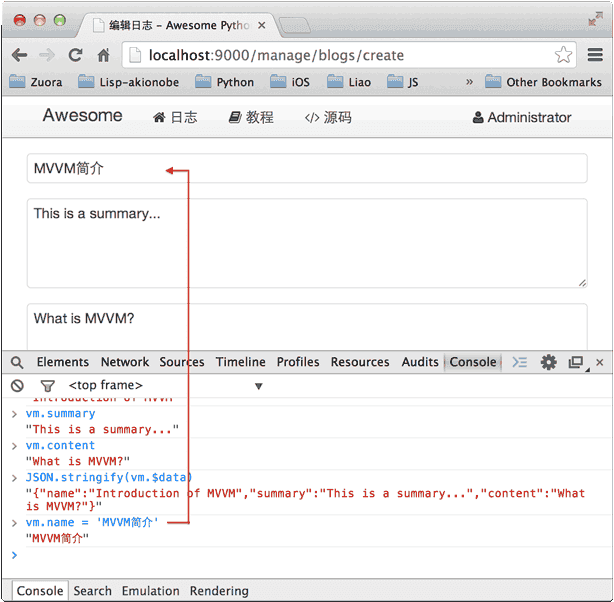 编辑日志 - Awesome Pytho
localhost:9000/manage/blogs/create
Zuora Lisp-akionobe Python iOS Liao JS » Other Bookmarks
Awesome 日志 教程 </> 源码 Administrator
MVVM简介
This is a summary...
What is MVVM?
Elements Network Sources Timeline Profiles Resources Audits Console
<top frame>
"Introduction of MVVM"
vm.summary
"This is a summary..."
vm.content
"What is MVVM?"
JSON.stringify(vm.$data)
"{"name":"Introduction of MVVM","summary":"This is a summary...","content":"What
is MVVM?"}"
vm.name = 'MVVM简介'
"MVVM简介"
Console Search Emulation Rendering